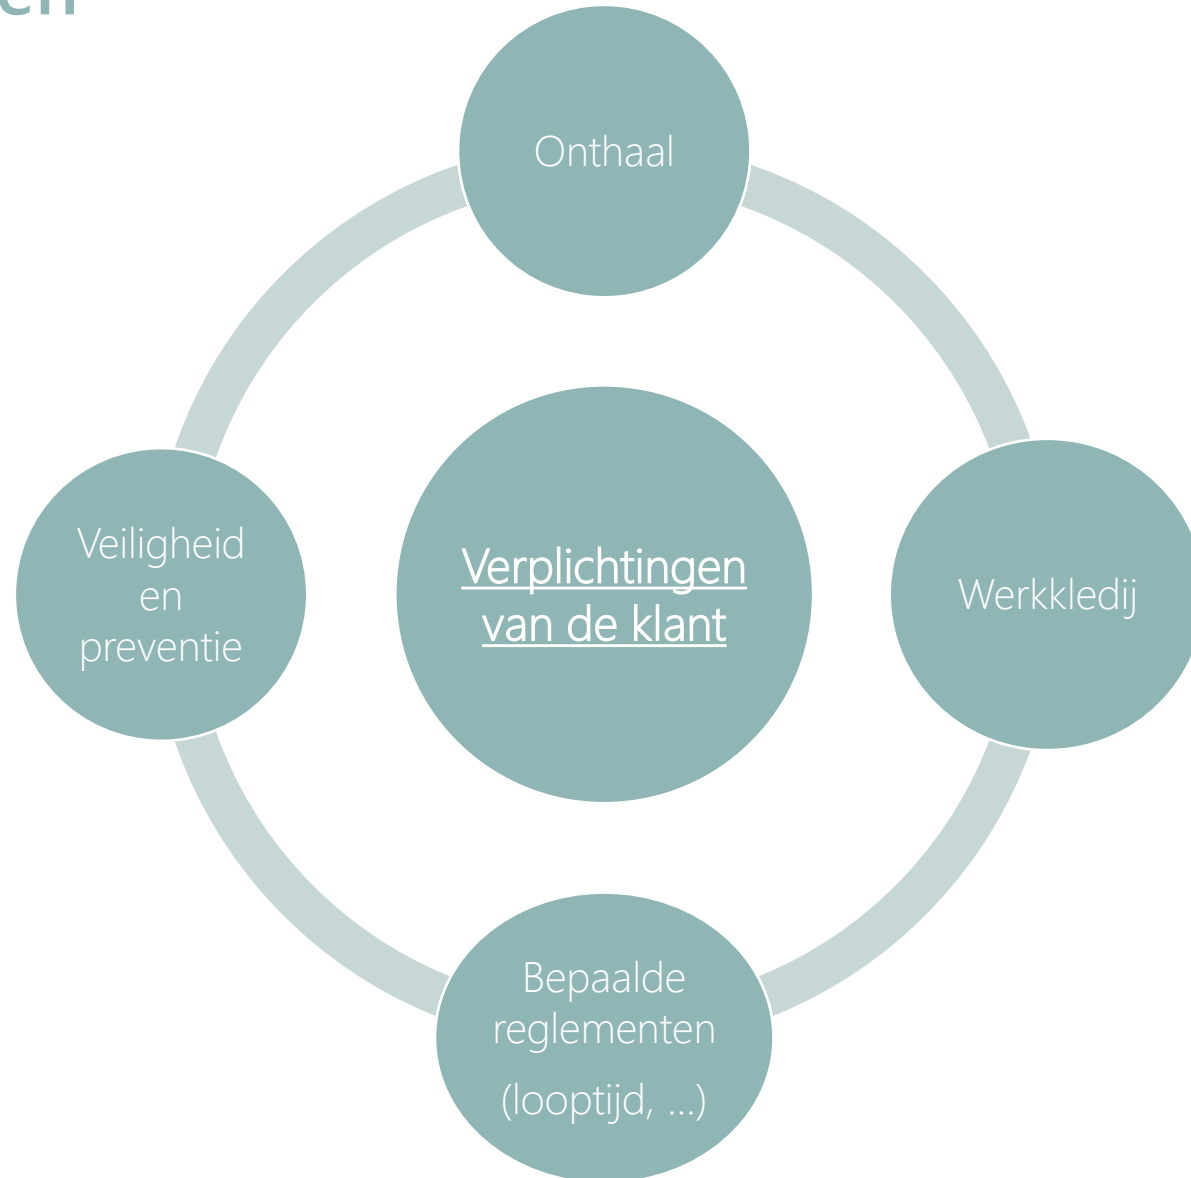 Onthaal
Veiligheid
en
preventie
Verplichtingen
van de klant
Werkkledij
Bepaalde
reglementen
(looptijd, ...)